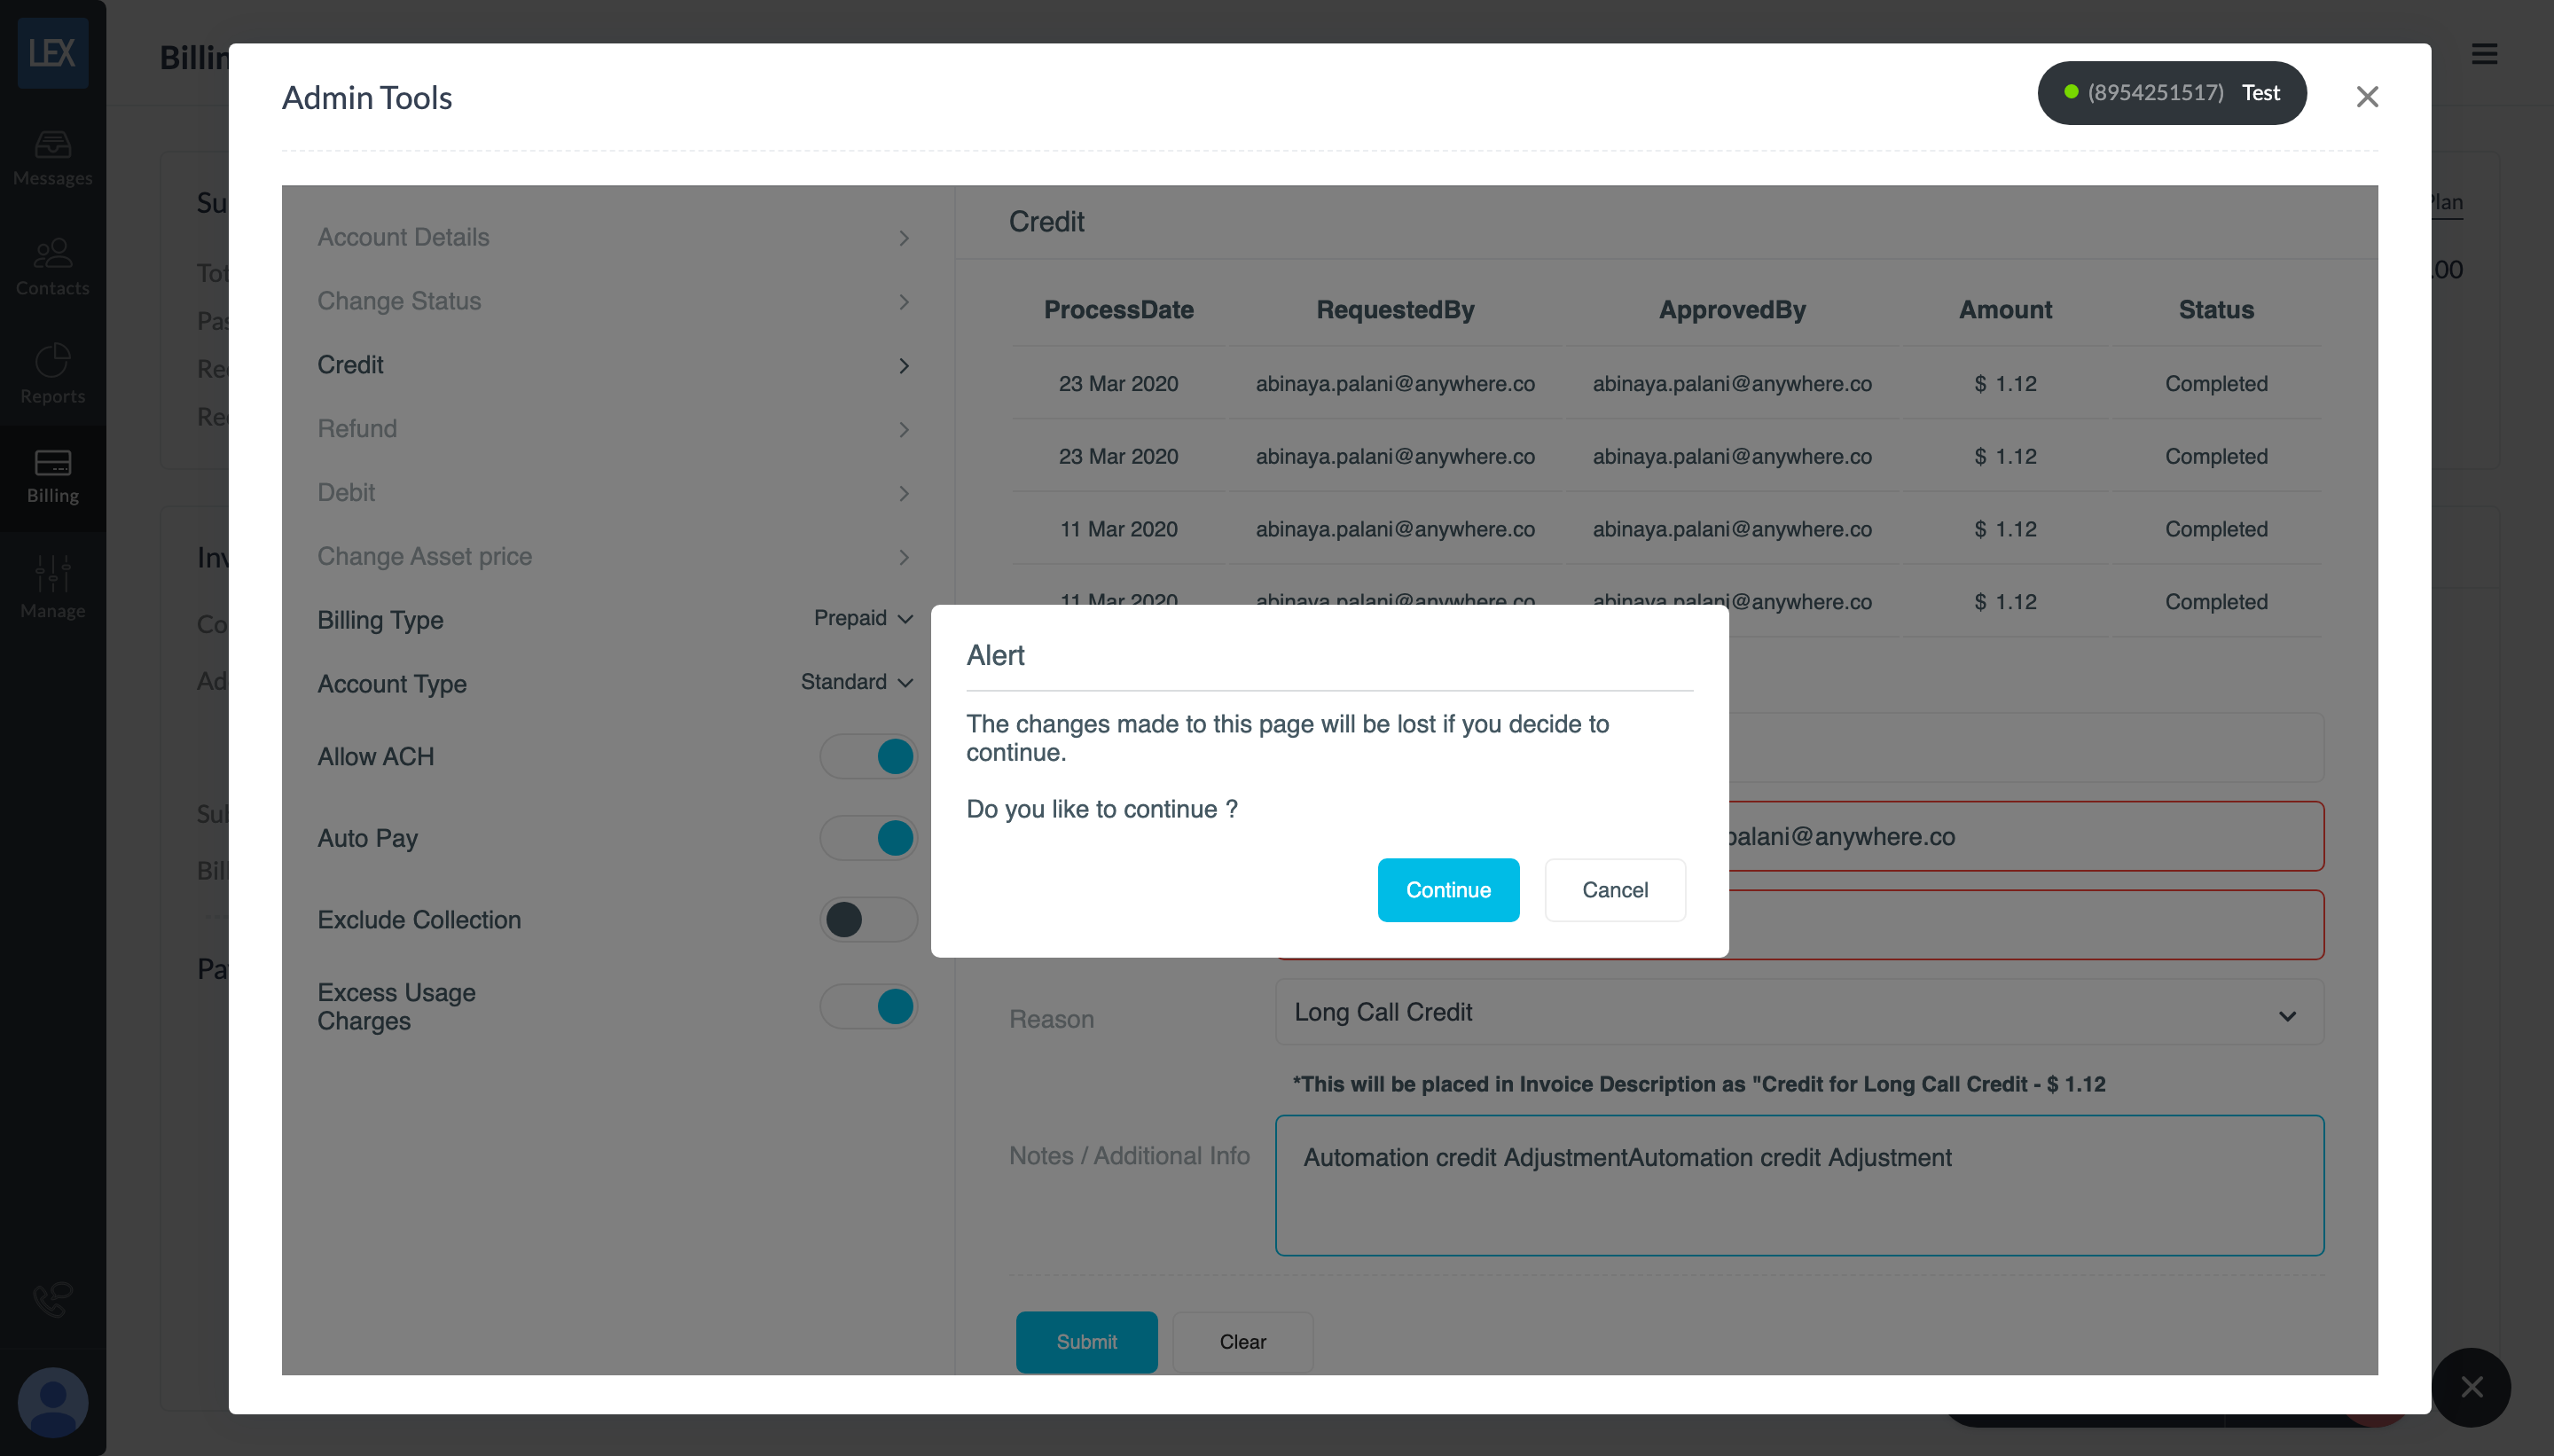 LEX
Billin
Admin Tools
(8954251517) Test
Messages
Contacts
Reports
Billing
Manage
Su
Tot
Pas
Re
Re
Inv
Co
Ad
Sub
Bill
Pa
Plan
.00
Account Details
Change Status
Credit
Refund
Debit
Change Asset price
Billing Type Prepaid
Account Type Standard
Allow ACH
Auto Pay
Exclude Collection
Excess Usage
Charges
Credit
ProcessDate RequestedBy ApprovedBy Amount Status
23 Mar 2020 abinaya.palani@anywhere.co abinaya.palani@anywhere.co $ 1.12 Completed
23 Mar 2020 abinaya.palani@anywhere.co abinaya.palani@anywhere.co $ 1.12 Completed
11 Mar 2020 abinaya.palani@anywhere.co abinaya.palani@anywhere.co $ 1.12 Completed
11 Mar 2020 abinaya.palani@anywhere.co abinaya.palani@anywhere.co $ 1.12 Completed
Alert
The changes made to this page will be lost if you decide to
continue.
Do you like to continue ?
Continue Cancel
palani@anywhere.co
Reason Long Call Credit
*This will be placed in Invoice Description as "Credit for Long Call Credit - $ 1.12
Notes / Additional Info Automation credit AdjustmentAutomation credit Adjustment
Submit Clear